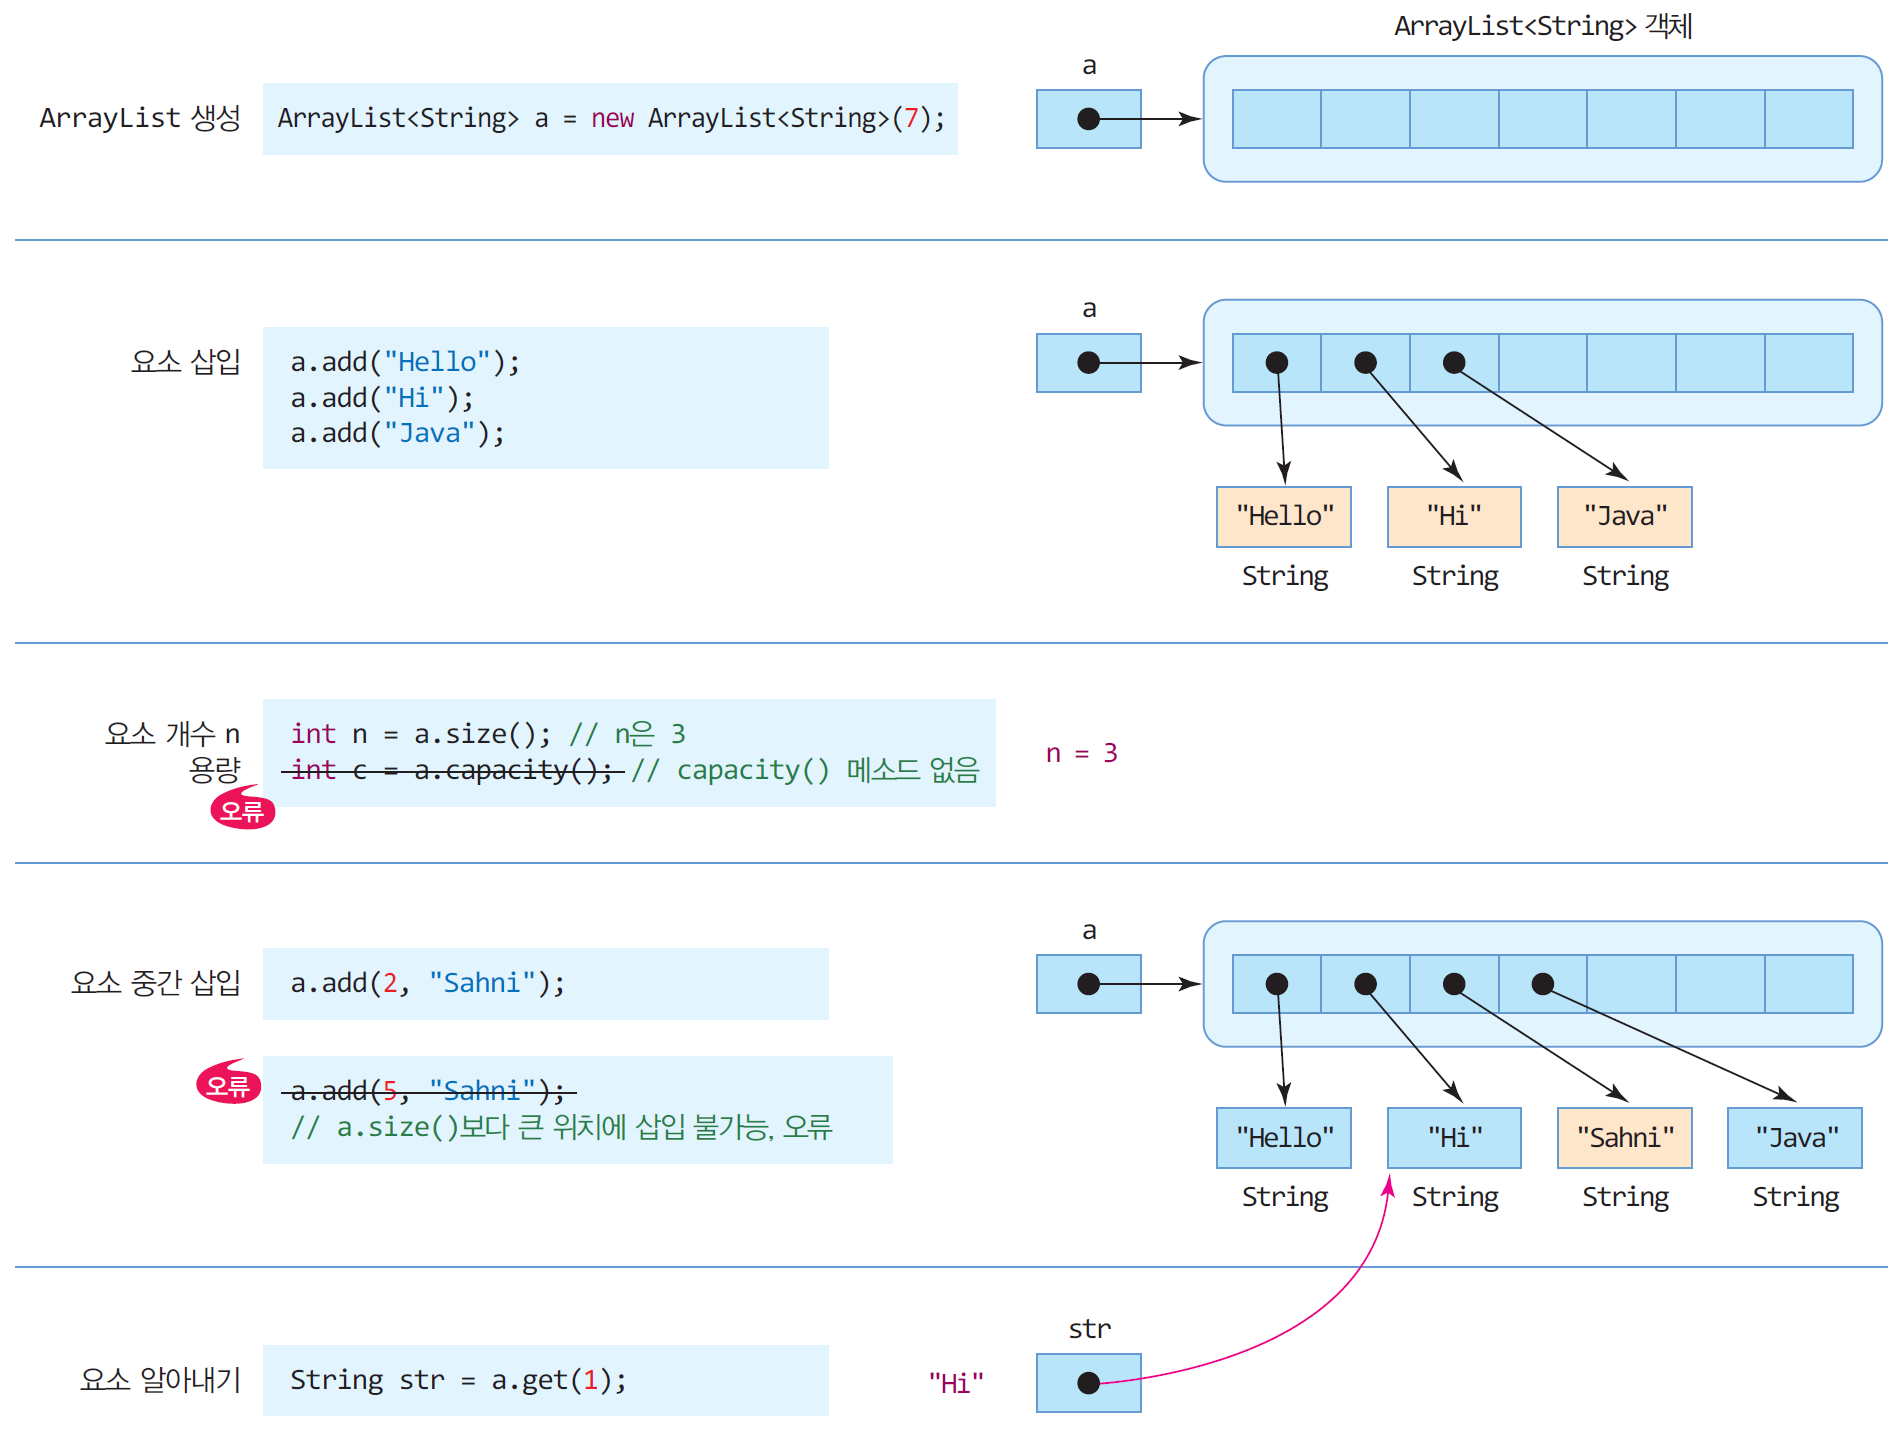 ArrayList<String> 객체
a
ArrayList 생성
ArrayList<String> a = new ArrayList<String>(7);
a
요소 삽입
a.add("Hello");
a.add("Hi");
a.add("Java");
"Hello" "Hi" "Java"
String String String
요소 개수 n
용량
오류
int n = a.size(); // n은 3
int c = a.capacity(); // capacity() 메소드 없음
n = 3
a
요소 중간 삽입
a.add(2, "Sahni");
오류
a.add(5, "Sahni");
// a.size()보다 큰 위치에 삽입 불가능, 오류
"Hello" "Hi" "Sahni" "Java"
String String String String
str
요소 알아내기
String str = a.get(1);
"Hi"